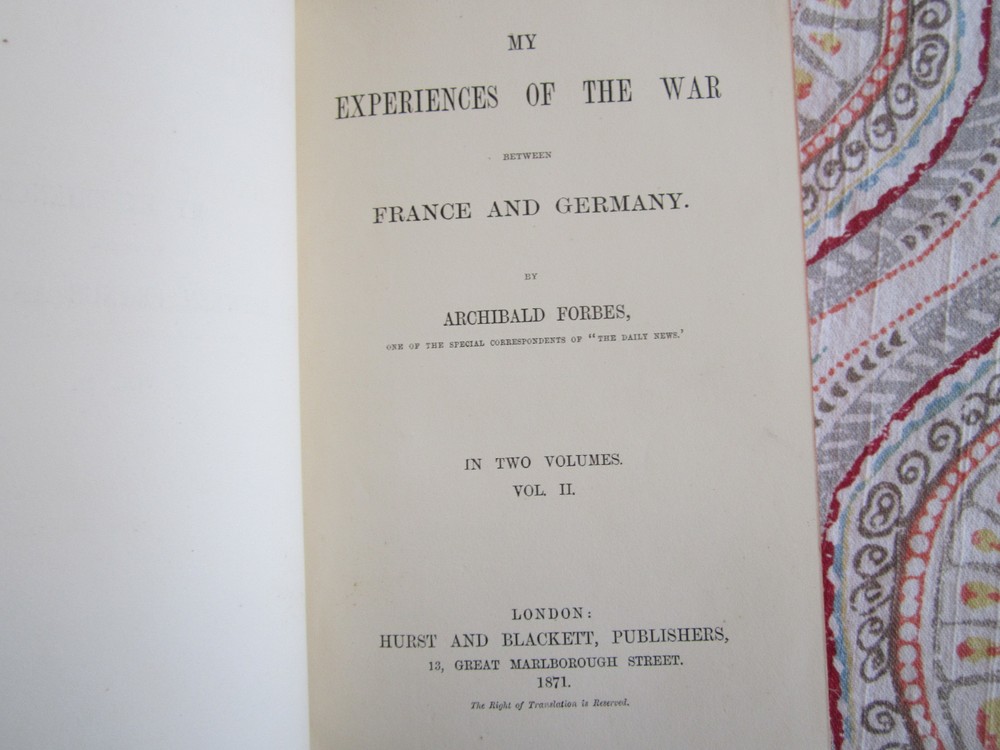 MY
EXPERIENCES OF THE WAR
BETWEEN
FRANCE AND GERMANY.
BY
ARCHIBALD FORBES,
ONE OF THE SPECIAL CORRESPONDENTS OF "THE DAILY NEWS.'
IN TWO VOLUMES.
VOL. II.
LONDON:
HURST AND BLACKETT, PUBLISHERS,
13, GREAT MARLBOROUGH STREET.
1871.
The Right of Translation is Reserved.